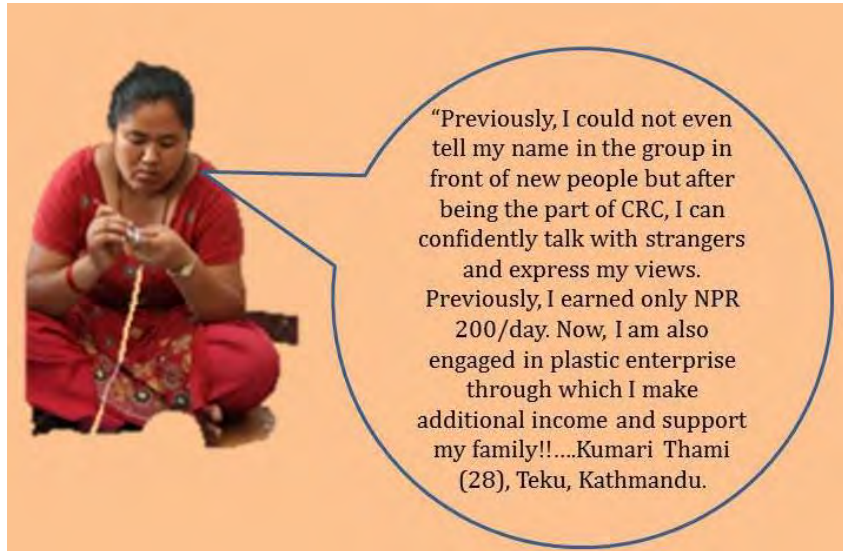 “Previously, I could not even
tell my name in the group in
front of new people but after
being the part of CRC, I can
confidently talk with strangers
and express my views.
Previously, I earned only NPR
200/day. Now, I am also
engaged in plastic enterprise
through which I make
additional income and support
my family!!....Kumari Thami
(28), Teku, Kathmandu.